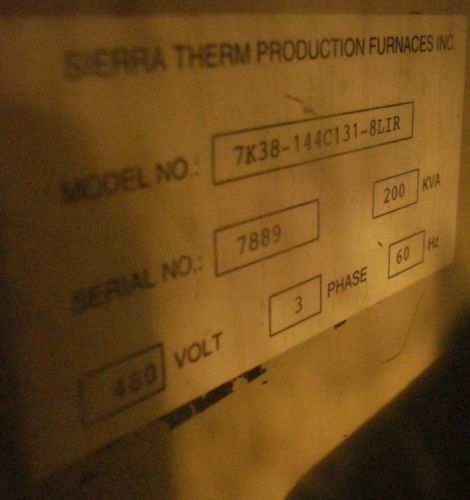 SIERRA THERM PRODUCTION FURNACES INC.
MODEL NO.: 7K38-144C131-8LIR
SERIAL NO.: 7889 200 KVA
480 VOLT 3 PHASE 60 Hz